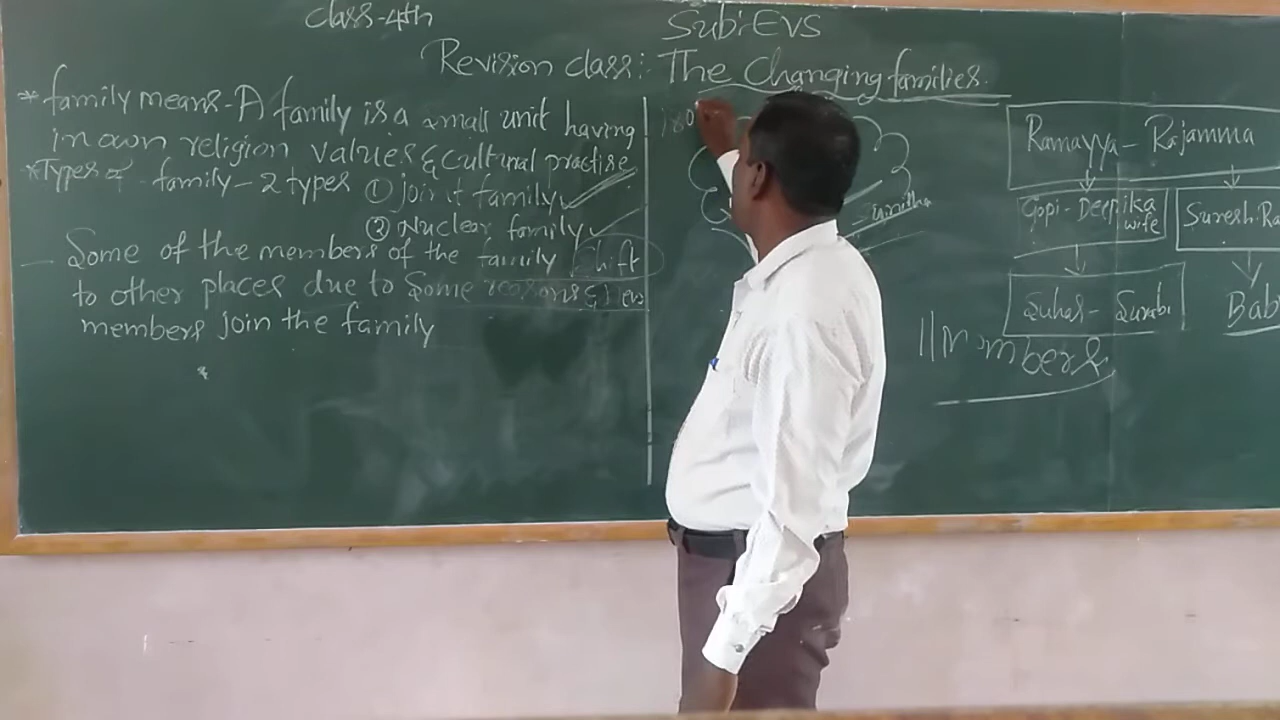 Class-4th
Sub:EVS
Revision class: The Changing families.
* family means-A family is a small unit having
in own religion values & cultural practise
*Types of family-2 types ① joint family
② Nuclear family
- Some of the members of the family Shift
to other places due to Some reasons &
members join the family
Ramayya-Rajamma
Gopi-Deepika
wife
Suresh-Ra
Suhas-
Bab
11 members